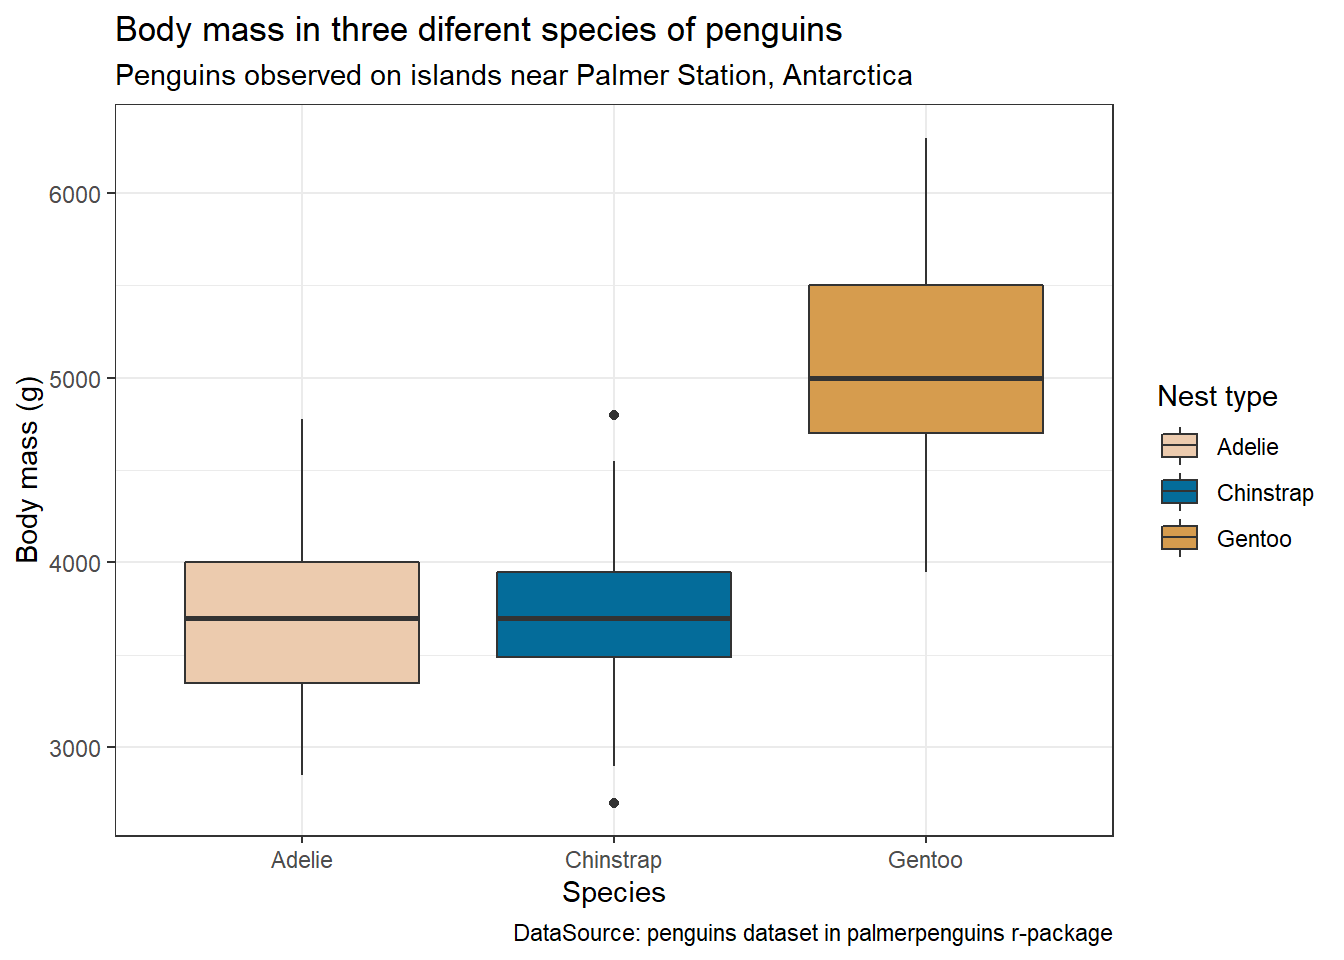 Body mass in three diferent species of penguins
Penguins observed on islands near Palmer Station, Antarctica
Body mass (g)
6000
5000
4000
3000
Adelie
Chinstrap
Gentoo
Species
Nest type
Adelie
Chinstrap
Gentoo
DataSource: penguins dataset in palmerpenguins r-package